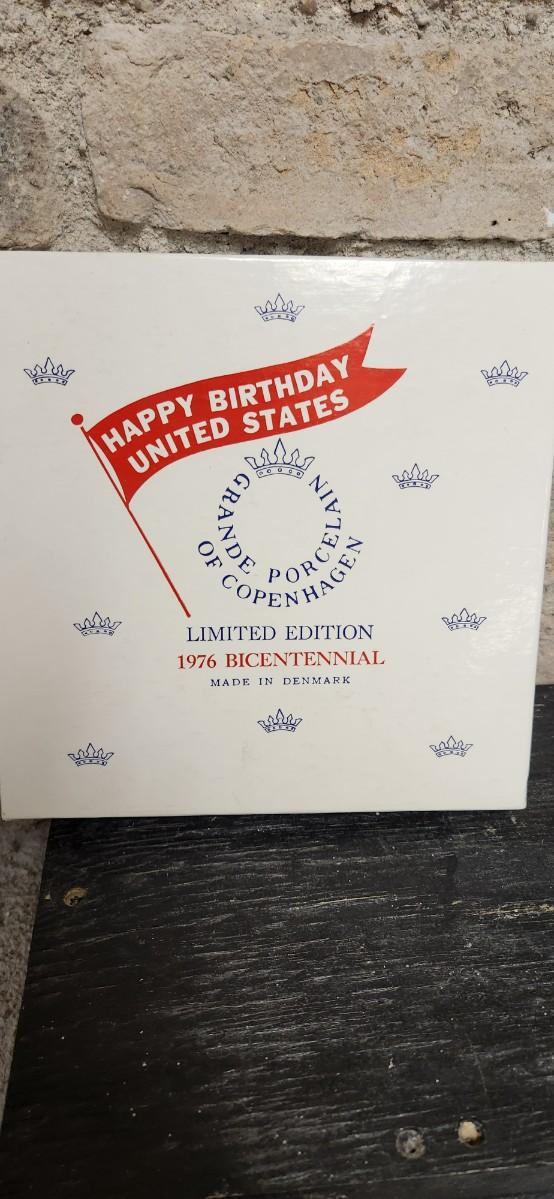 HAPPY BIRTHDAY
UNITED STATES
GRANDE PORCELAIN
OF COPENHAGEN
LIMITED EDITION
1976 BICENTENNIAL
MADE IN DENMARK